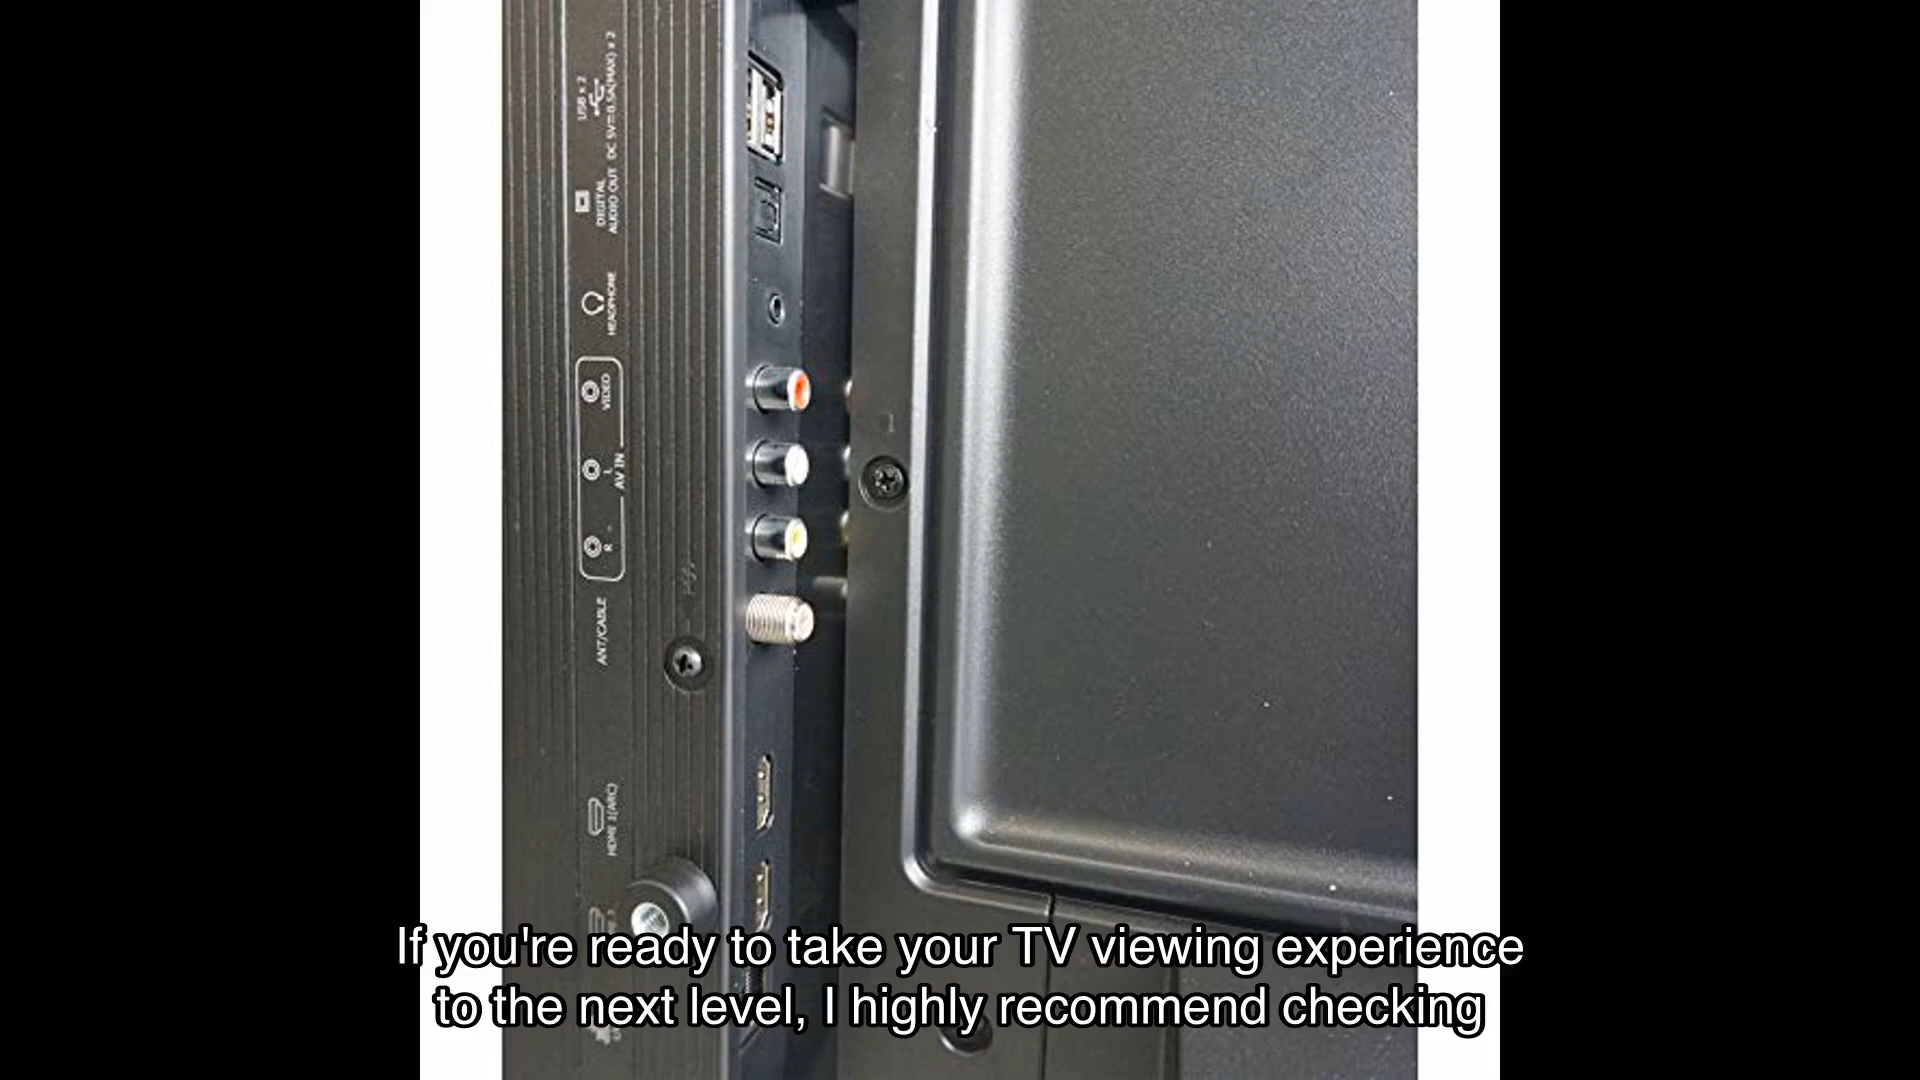 USB x 2
DC 5V⎓0.5A(MAX) x 2
DIGITAL
AUDIO OUT
HEADPHONE
VIDEO
L
AV IN
R
ANT/CABLE
HDMI 3(ARC)
If you're ready to take your TV viewing experience
to the next level, I highly recommend checking